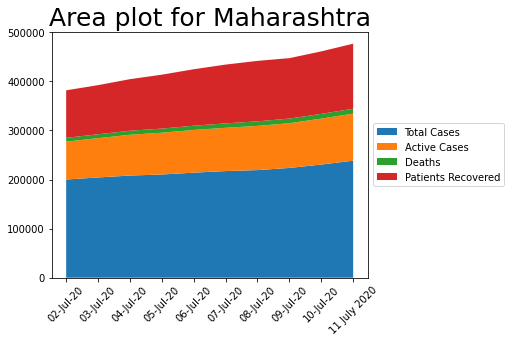 Area plot for Maharashtra
500000
400000
300000
200000
100000
0
02-Jul-20
03-Jul-20
04-Jul-20
05-Jul-20
06-Jul-20
07-Jul-20
08-Jul-20
09-Jul-20
10-Jul-20
11 July 2020
Total Cases
Active Cases
Deaths
Patients Recovered